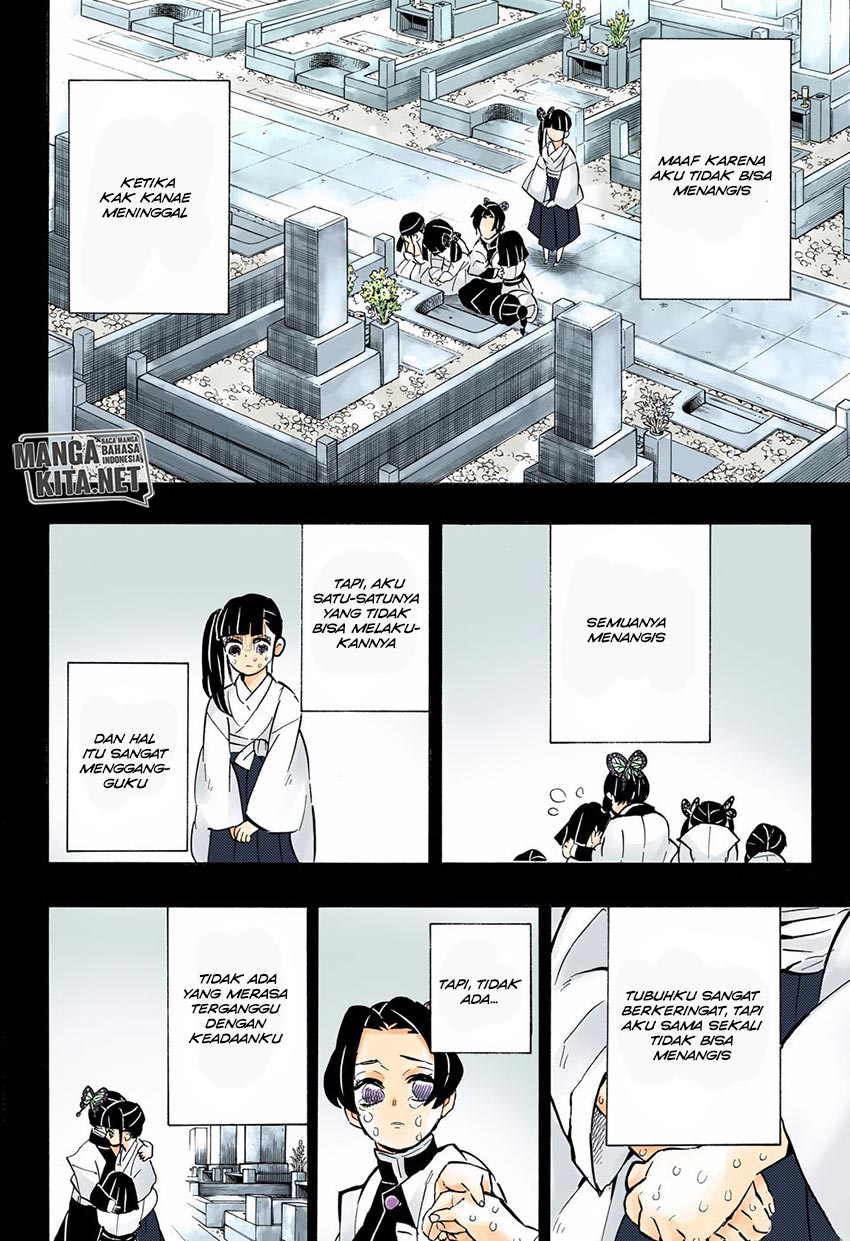 MAAF KARENA
AKU TIDAK BISA
MENANGIS
KETIKA
KAK KANAE
MENINGGAL
MANGA
KITA.NET
BACA MANGA
BAHASA
INDONESIA
SEMUANYA
MENANGIS
TAPI, AKU
SATU-SATUNYA
YANG TIDAK
BISA MELAKU-
KANNYA
DAN HAL
ITU SANGAT
MENGGANG-
GUKU
TUBUHKU SANGAT
BERKERINGAT, TAPI
AKU SAMA SEKALI
TIDAK BISA
MENANGIS
TAPI, TIDAK
ADA...
TIDAK ADA
YANG MERASA
TERGANGGU
DENGAN
KEADAANKU